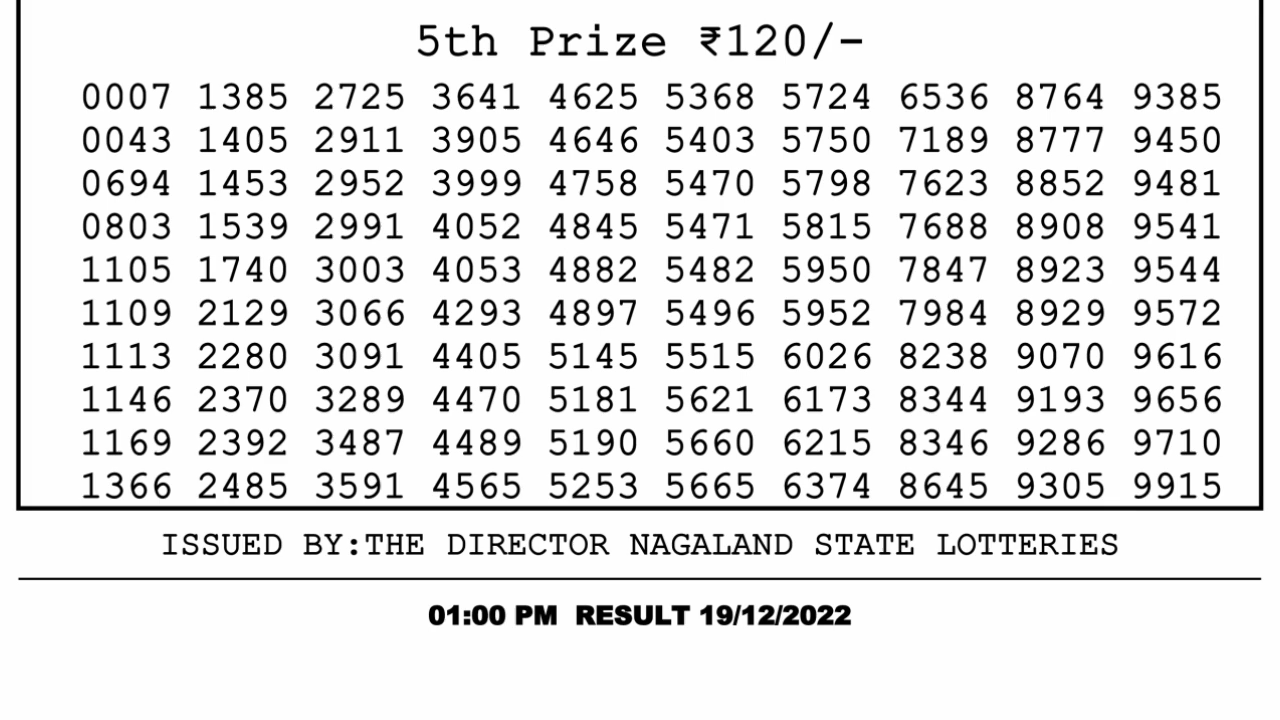 5th Prize ₹120/-
0007 1385 2725 3641 4625 5368 5724 6536 8764 9385
0043 1405 2911 3905 4646 5403 5750 7189 8777 9450
0694 1453 2952 3999 4758 5470 5798 7623 8852 9481
0803 1539 2991 4052 4845 5471 5815 7688 8908 9541
1105 1740 3003 4053 4882 5482 5950 7847 8923 9544
1109 2129 3066 4293 4897 5496 5952 7984 8929 9572
1113 2280 3091 4405 5145 5515 6026 8238 9070 9616
1146 2370 3289 4470 5181 5621 6173 8344 9193 9656
1169 2392 3487 4489 5190 5660 6215 8346 9286 9710
1366 2485 3591 4565 5253 5665 6374 8645 9305 9915
ISSUED BY:THE DIRECTOR NAGALAND STATE LOTTERIES
01:00 PM RESULT 19/12/2022